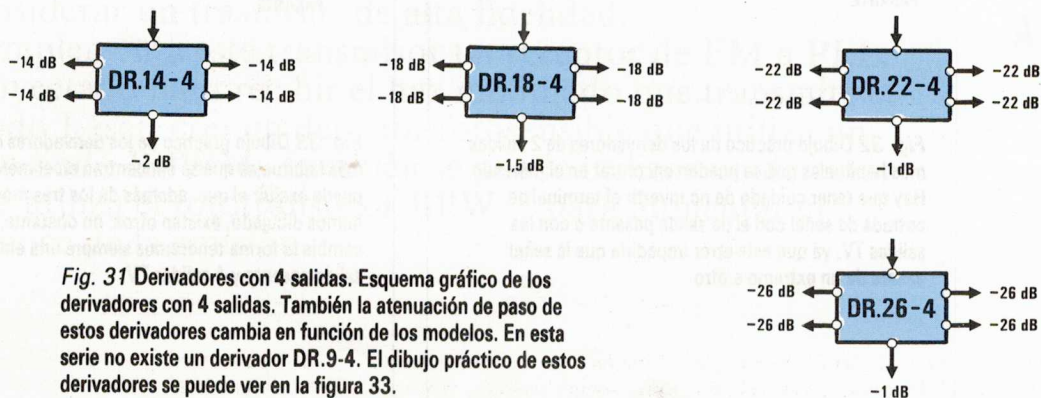 -14 dB DR.14-4 -14 dB
-14 dB -14 dB
-2 dB
-18 dB DR.18-4 -18 dB
-18 dB -18 dB
-1,5 dB
-22 dB DR.22-4 -22 dB
-22 dB -22 dB
-1 dB
-26 dB DR.26-4 -26 dB
-26 dB -26 dB
-1 dB
Fig. 31 Derivadores con 4 salidas. Esquema gráfico de los
derivadores con 4 salidas. También la atenuación de paso de
estos derivadores cambia en función de los modelos. En esta
serie no existe un derivador DR.9-4. El dibujo práctico de estos
derivadores se puede ver en la figura 33.